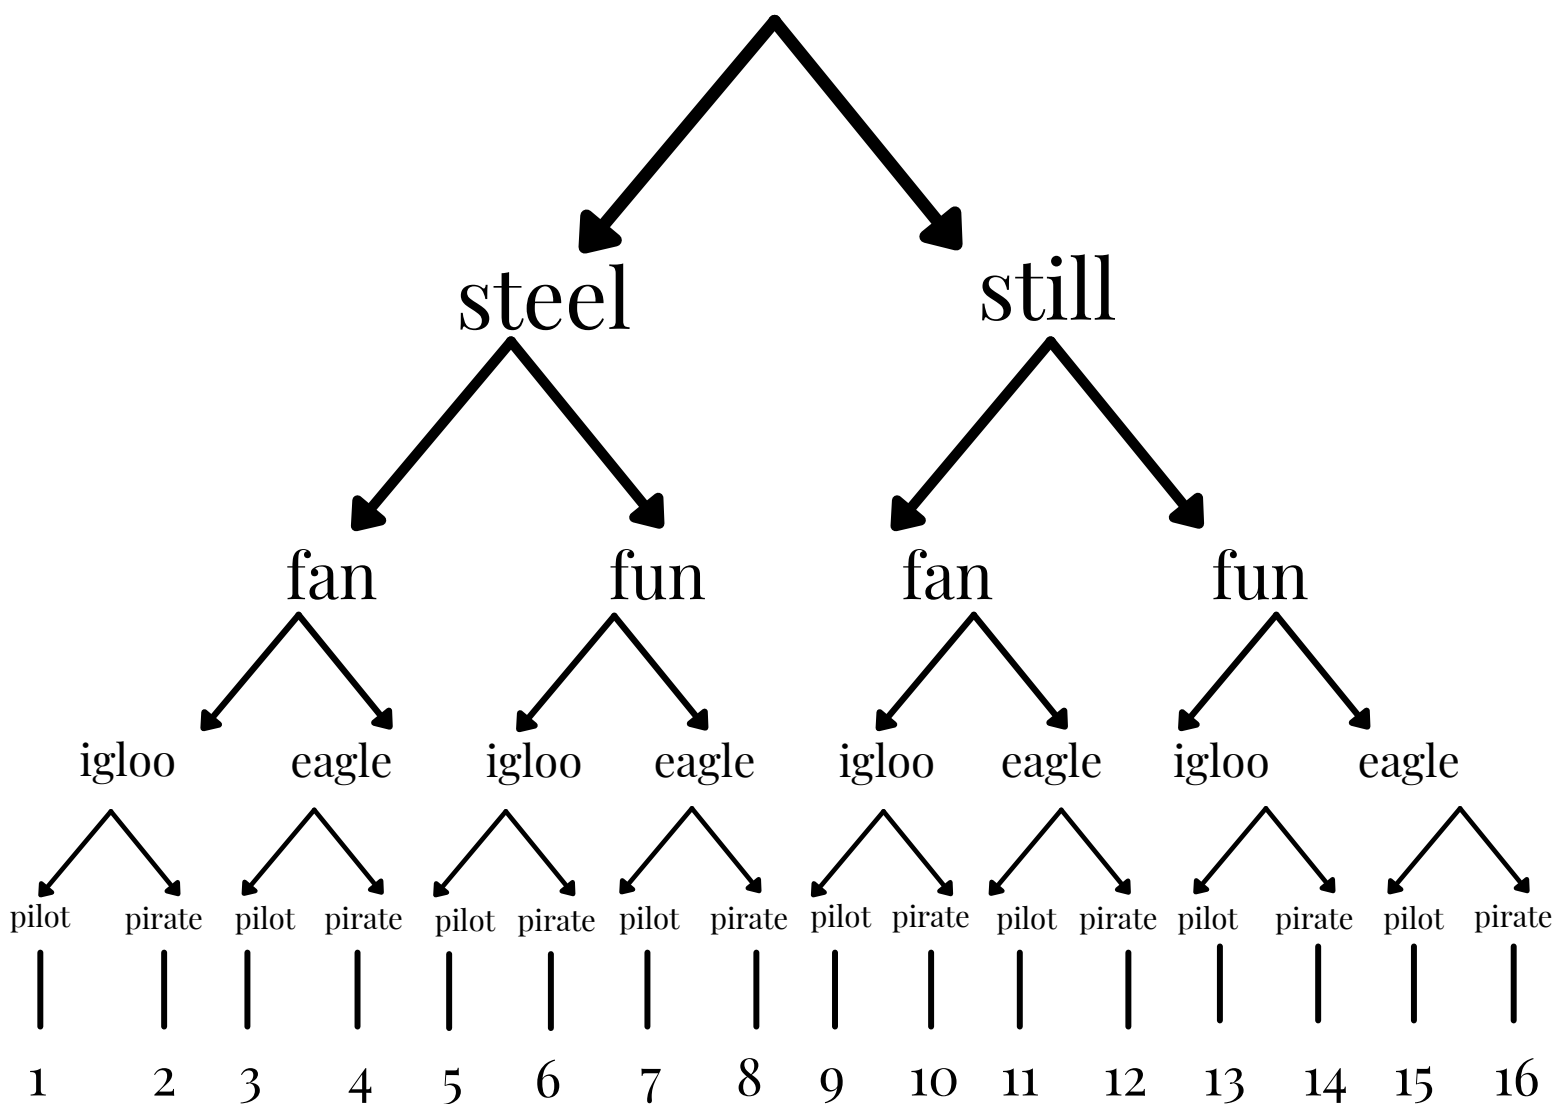 steel still
fan fun fan fun
igloo eagle igloo eagle igloo eagle igloo eagle
pilot pirate pilot pirate pilot pirate pilot pirate pilot pirate pilot pirate pilot pirate pilot pirate
1 2 3 4 5 6 7 8 9 10 11 12 13 14 15 16